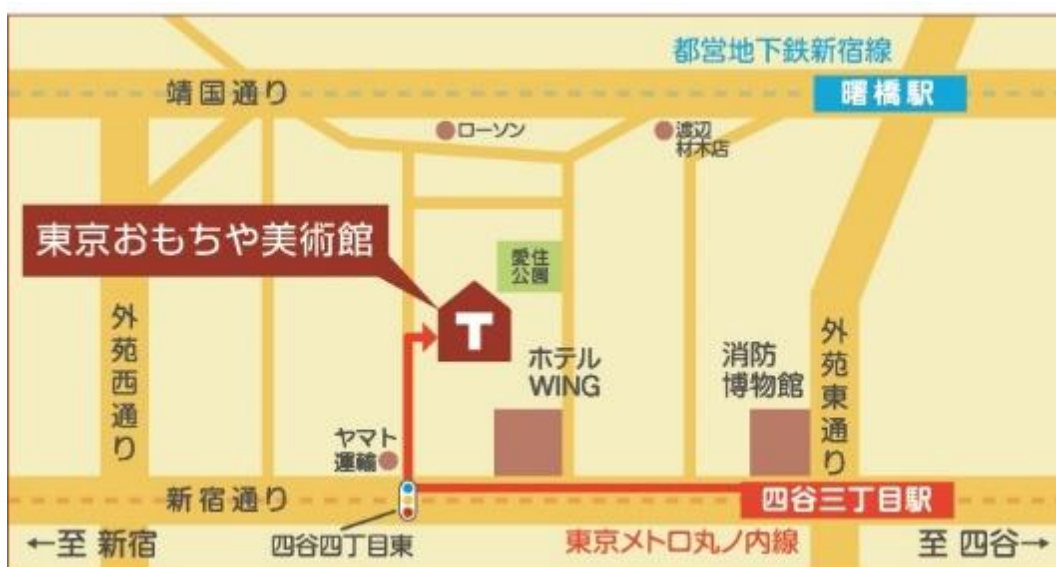 都営地下鉄新宿線
靖国通り
曙橋駅
ローソン
渡辺
材木店
東京おもちゃ美術館
愛住
公園
T
外苑西通り
ホテル
WING
消防
博物館
外苑東通り
ヤマト
運輸
新宿通り
四谷三丁目駅
←至 新宿
四谷四丁目東
東京メトロ丸ノ内線
至 四谷→